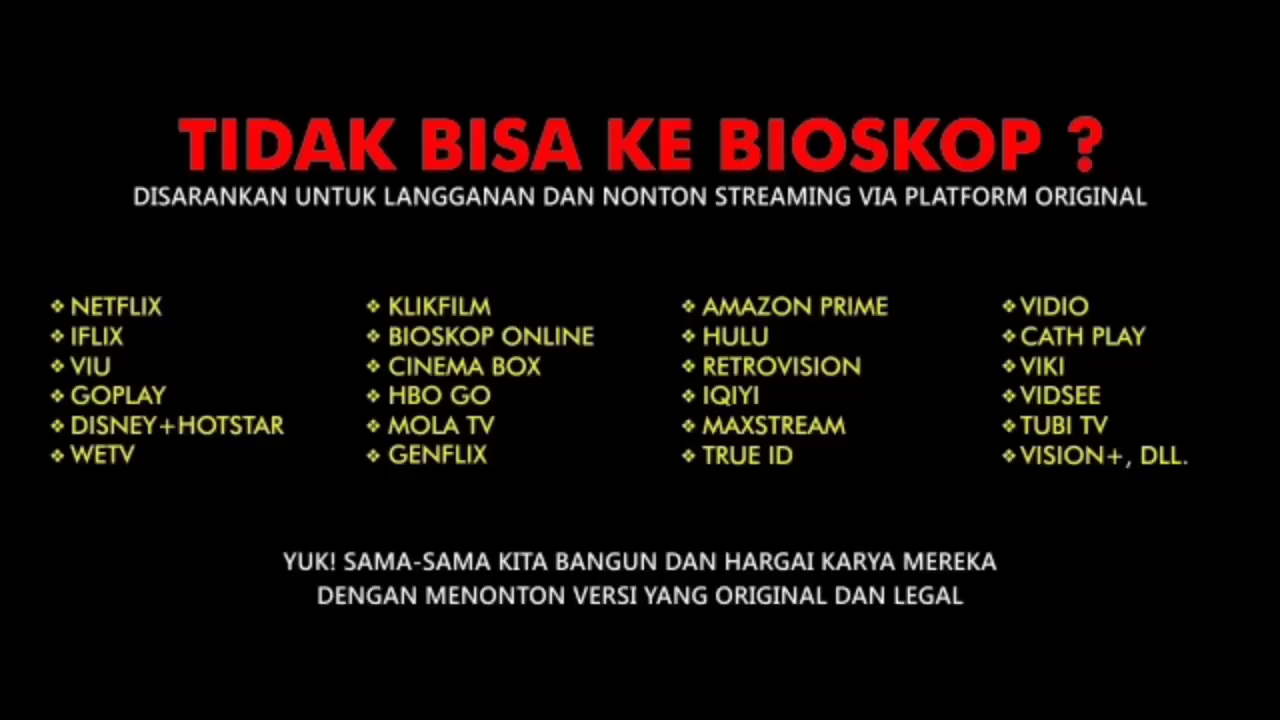 TIDAK BISA KE BIOSKOP ?
DISARANKAN UNTUK LANGGANAN DAN NONTON STREAMING VIA PLATFORM ORIGINAL
❖ NETFLIX
❖ IFLIX
❖ VIU
❖ GOPLAY
❖ DISNEY+HOTSTAR
❖ WETV
❖ KLIKFILM
❖ BIOSKOP ONLINE
❖ CINEMA BOX
❖ HBO GO
❖ MOLA TV
❖ GENFLIX
❖ AMAZON PRIME
❖ HULU
❖ RETROVISION
❖ IQIYI
❖ MAXSTREAM
❖ TRUE ID
❖ VIDIO
❖ CATH PLAY
❖ VIKI
❖ VIDSEE
❖ TUBI TV
❖ VISION+, DLL.
YUK! SAMA-SAMA KITA BANGUN DAN HARGAI KARYA MEREKA
DENGAN MENONTON VERSI YANG ORIGINAL DAN LEGAL